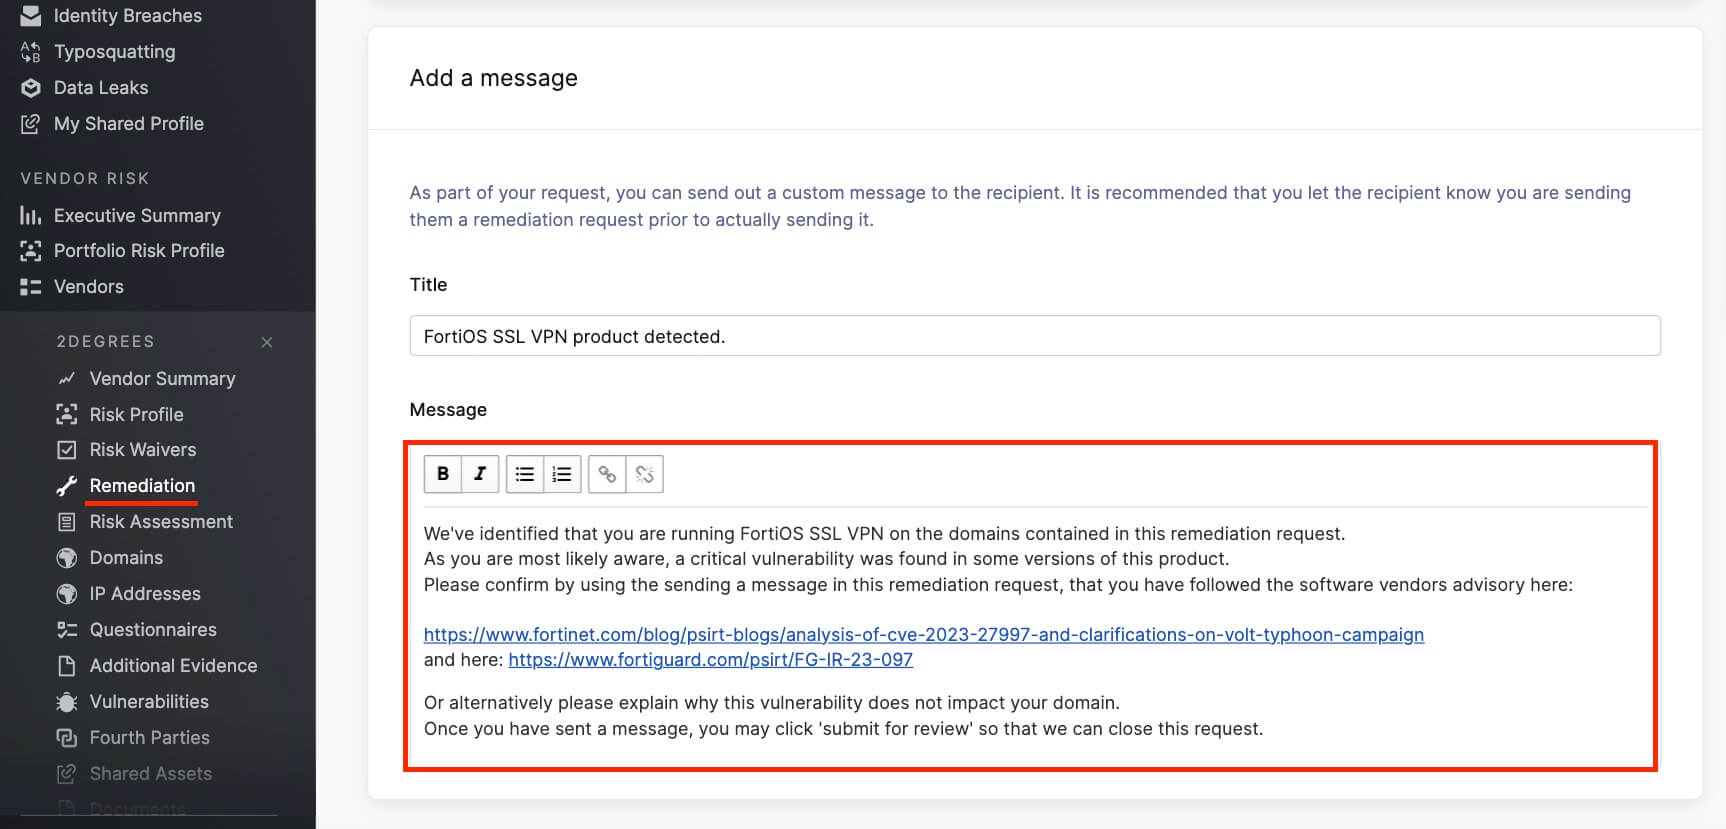 Identity Breaches
Typosquatting
Data Leaks
My Shared Profile
VENDOR RISK
Executive Summary
Portfolio Risk Profile
Vendors
2DEGREES
Vendor Summary
Risk Profile
Risk Waivers
Remediation
Risk Assessment
Domains
IP Addresses
Questionnaires
Additional Evidence
Vulnerabilities
Fourth Parties
Shared Assets
Documents
Add a message
As part of your request, you can send out a custom message to the recipient. It is recommended that you let the recipient know you are sending
them a remediation request prior to actually sending it.
Title
FortiOS SSL VPN product detected.
Message
B I
We've identified that you are running FortiOS SSL VPN on the domains contained in this remediation request.
As you are most likely aware, a critical vulnerability was found in some versions of this product.
Please confirm by using the sending a message in this remediation request, that you have followed the software vendors advisory here:
https://www.fortinet.com/blog/psirt-blogs/analysis-of-cve-2023-27997-and-clarifications-on-volt-typhoon-campaign
and here: https://www.fortiguard.com/psirt/FG-IR-23-097
Or alternatively please explain why this vulnerability does not impact your domain.
Once you have sent a message, you may click 'submit for review' so that we can close this request.